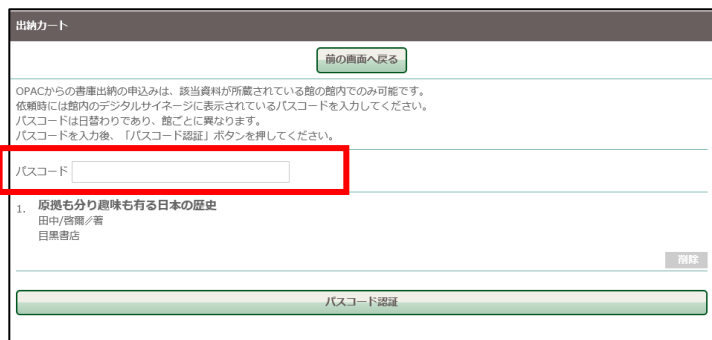 出納カート
前の画面へ戻る
OPACからの書庫出納の申込みは、該当資料が所蔵されている館の館内でのみ可能です。
依頼時には館内のデジタルサイネージに表示されているパスコードを入力してください。
パスコードは日替わりであり、館ごとに異なります。
パスコードを入力後、「パスコード認証」ボタンを押してください。
パスコード
1. 原拠も分り趣味も有る日本の歴史
田中/啓爾∥著
目黒書店
削除
パスコード認証